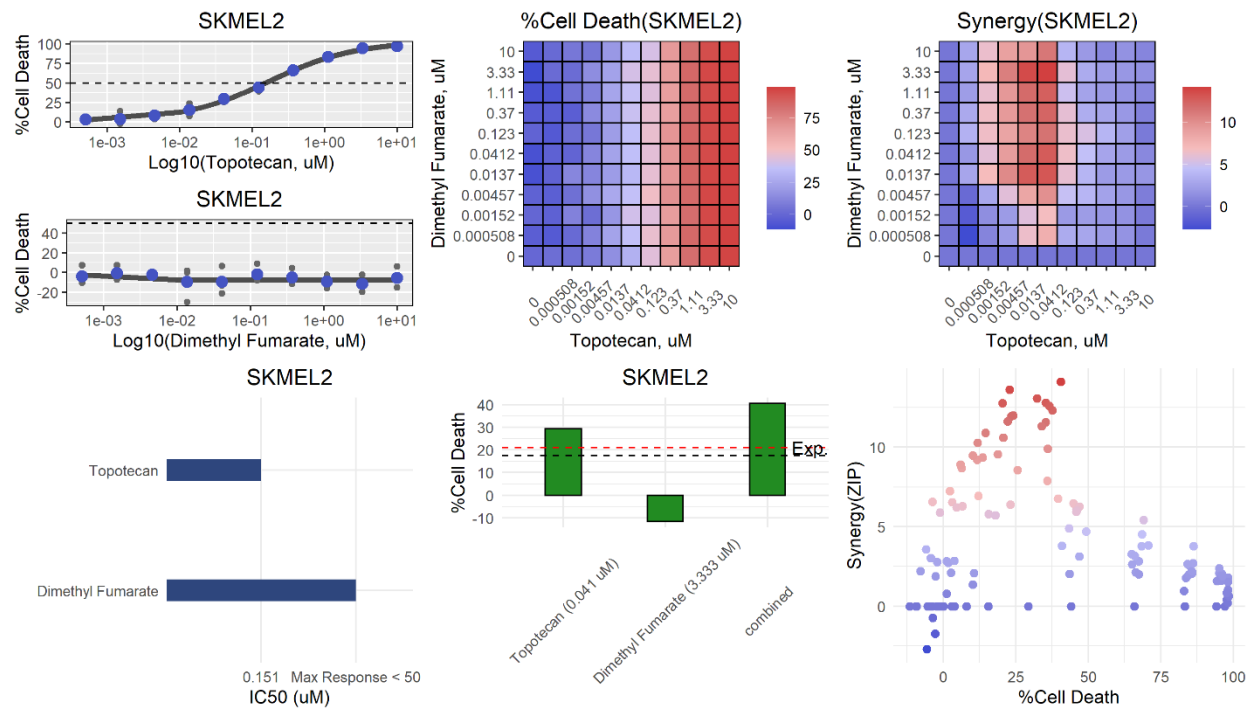 SKMEL2
%Cell Death
100
75
50
25
0
1e-03
1e-02
1e-01
1e+00
1e+01
Log10(Topotecan, uM)
SKMEL2
%Cell Death
40
20
0
-20
1e-03
1e-02
1e-01
1e+00
1e+01
Log10(Dimethyl Fumarate, uM)
%Cell Death(SKMEL2)
Dimethyl Fumarate, uM
10
3.33
1.11
0.37
0.123
0.0412
0.0137
0.00457
0.00152
0.000508
0
0
0.000508
0.00152
0.00457
0.0137
0.0412
0.123
0.37
1.11
3.33
10
Topotecan, uM
75
50
25
0
Synergy(SKMEL2)
Dimethyl Fumarate, uM
10
3.33
1.11
0.37
0.123
0.0412
0.0137
0.00457
0.00152
0.000508
0
0
0.000508
0.00152
0.00457
0.0137
0.0412
0.123
0.37
1.11
3.33
10
Topotecan, uM
10
5
0
SKMEL2
Topotecan
Dimethyl Fumarate
0.151
Max Response < 50
IC50 (uM)
SKMEL2
%Cell Death
40
30
20
10
0
-10
Exp.
Topotecan (0.041 uM)
Dimethyl Fumarate (3.333 uM)
combined
Synergy(ZIP)
10
5
0
0
25
50
75
100
%Cell Death